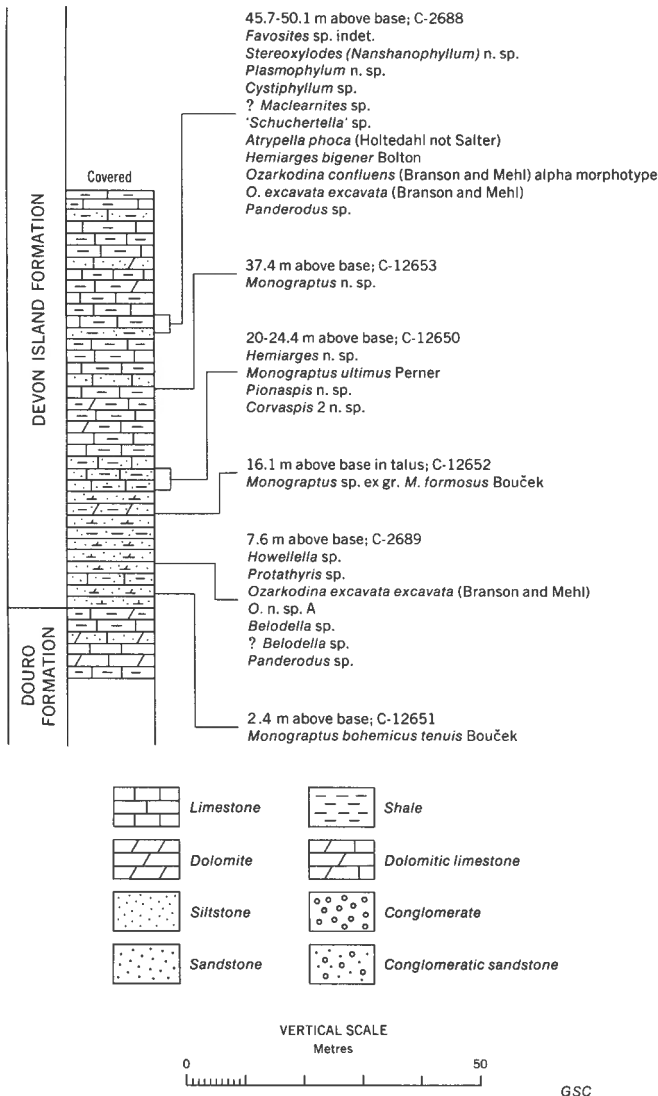 45.7-50.1 m above base; C-2688
Favosites sp. indet.
Stereoxylodes (Nanshanophyllum) n. sp.
Plasmophylum n. sp.
Cystiphyllum sp.
? Maclearnites sp.
'Schuchertella' sp.
Atrypella phoca (Holtedahl not Salter)
Hemiarges bigener Bolton
Ozarkodina confluens (Branson and Mehl) alpha morphotype
O. excavata excavata (Branson and Mehl)
Panderodus sp.
Covered
DEVON ISLAND FORMATION
37.4 m above base; C-12653
Monograptus n. sp.
20-24.4 m above base; C-12650
Hemiarges n. sp.
Monograptus ultimus Perner
Pionaspis n. sp.
Corvaspis 2 n. sp.
16.1 m above base in talus; C-12652
Monograptus sp. ex gr. M. formosus Bouček
7.6 m above base; C-2689
Howellella sp.
Protathyris sp.
Ozarkodina excavata excavata (Branson and Mehl)
O. n. sp. A
Belodella sp.
? Belodella sp.
Panderodus sp.
DOURO
FORMATION
2.4 m above base; C-12651
Monograptus bohemicus tenuis Bouček
Limestone
Shale
Dolomite
Dolomitic limestone
Siltstone
Conglomerate
Sandstone
Conglomeratic sandstone
VERTICAL SCALE
Metres
0 50
GSC